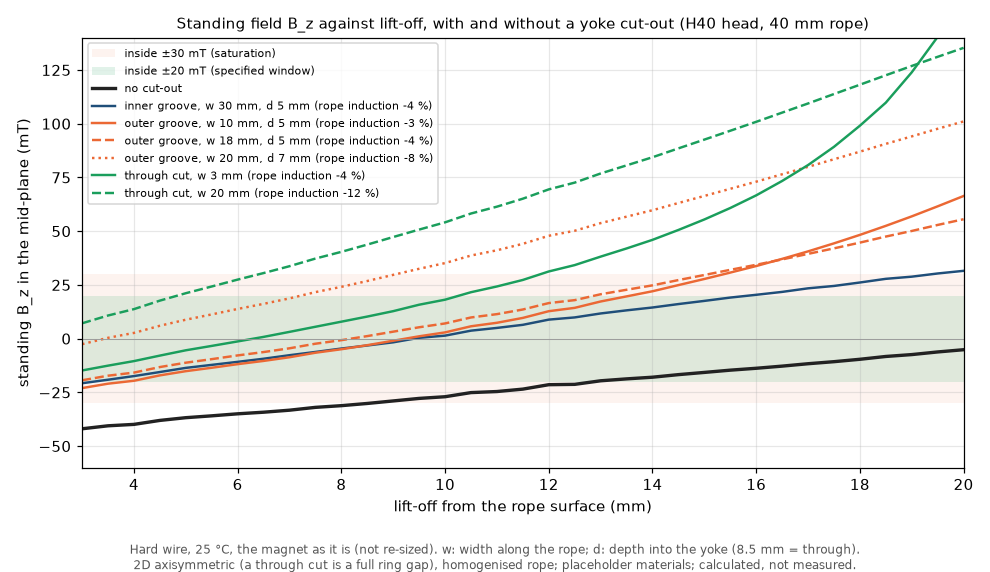 Standing field B_z against lift-off, with and without a yoke cut-out (H40 head, 40 mm rope)
inside ±30 mT (saturation)
inside ±20 mT (specified window)
no cut-out
inner groove, w 30 mm, d 5 mm (rope induction -4 %)
outer groove, w 10 mm, d 5 mm (rope induction -3 %)
outer groove, w 18 mm, d 5 mm (rope induction -4 %)
outer groove, w 20 mm, d 7 mm (rope induction -8 %)
through cut, w 3 mm (rope induction -4 %)
through cut, w 20 mm (rope induction -12 %)
standing B_z in the mid-plane (mT)
125
100
75
50
25
0
−25
−50
4 6 8 10 12 14 16 18 20
lift-off from the rope surface (mm)
Hard wire, 25 °C, the magnet as it is (not re-sized). w: width along the rope; d: depth into the yoke (8.5 mm = through).
2D axisymmetric (a through cut is a full ring gap), homogenised rope; placeholder materials; calculated, not measured.